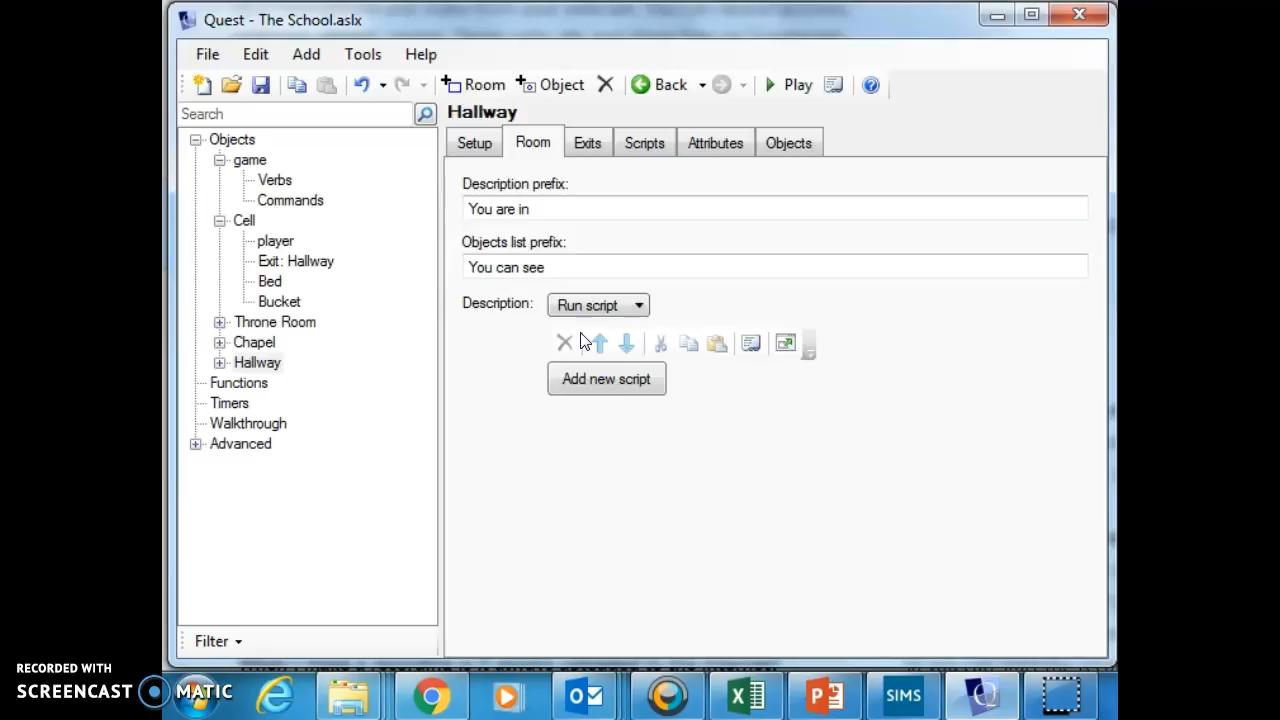 Quest - The School.aslx
File Edit Add Tools Help
Room Object Back Play
Search
Hallway
Setup Room Exits Scripts Attributes Objects
Objects
game
Verbs
Commands
Cell
player
Exit: Hallway
Bed
Bucket
Throne Room
Chapel
Hallway
Functions
Timers
Walkthrough
Advanced
Filter
Description prefix:
You are in
Objects list prefix:
You can see
Description: Run script
Add new script
RECORDED WITH
SCREENCAST MATIC
SIMS